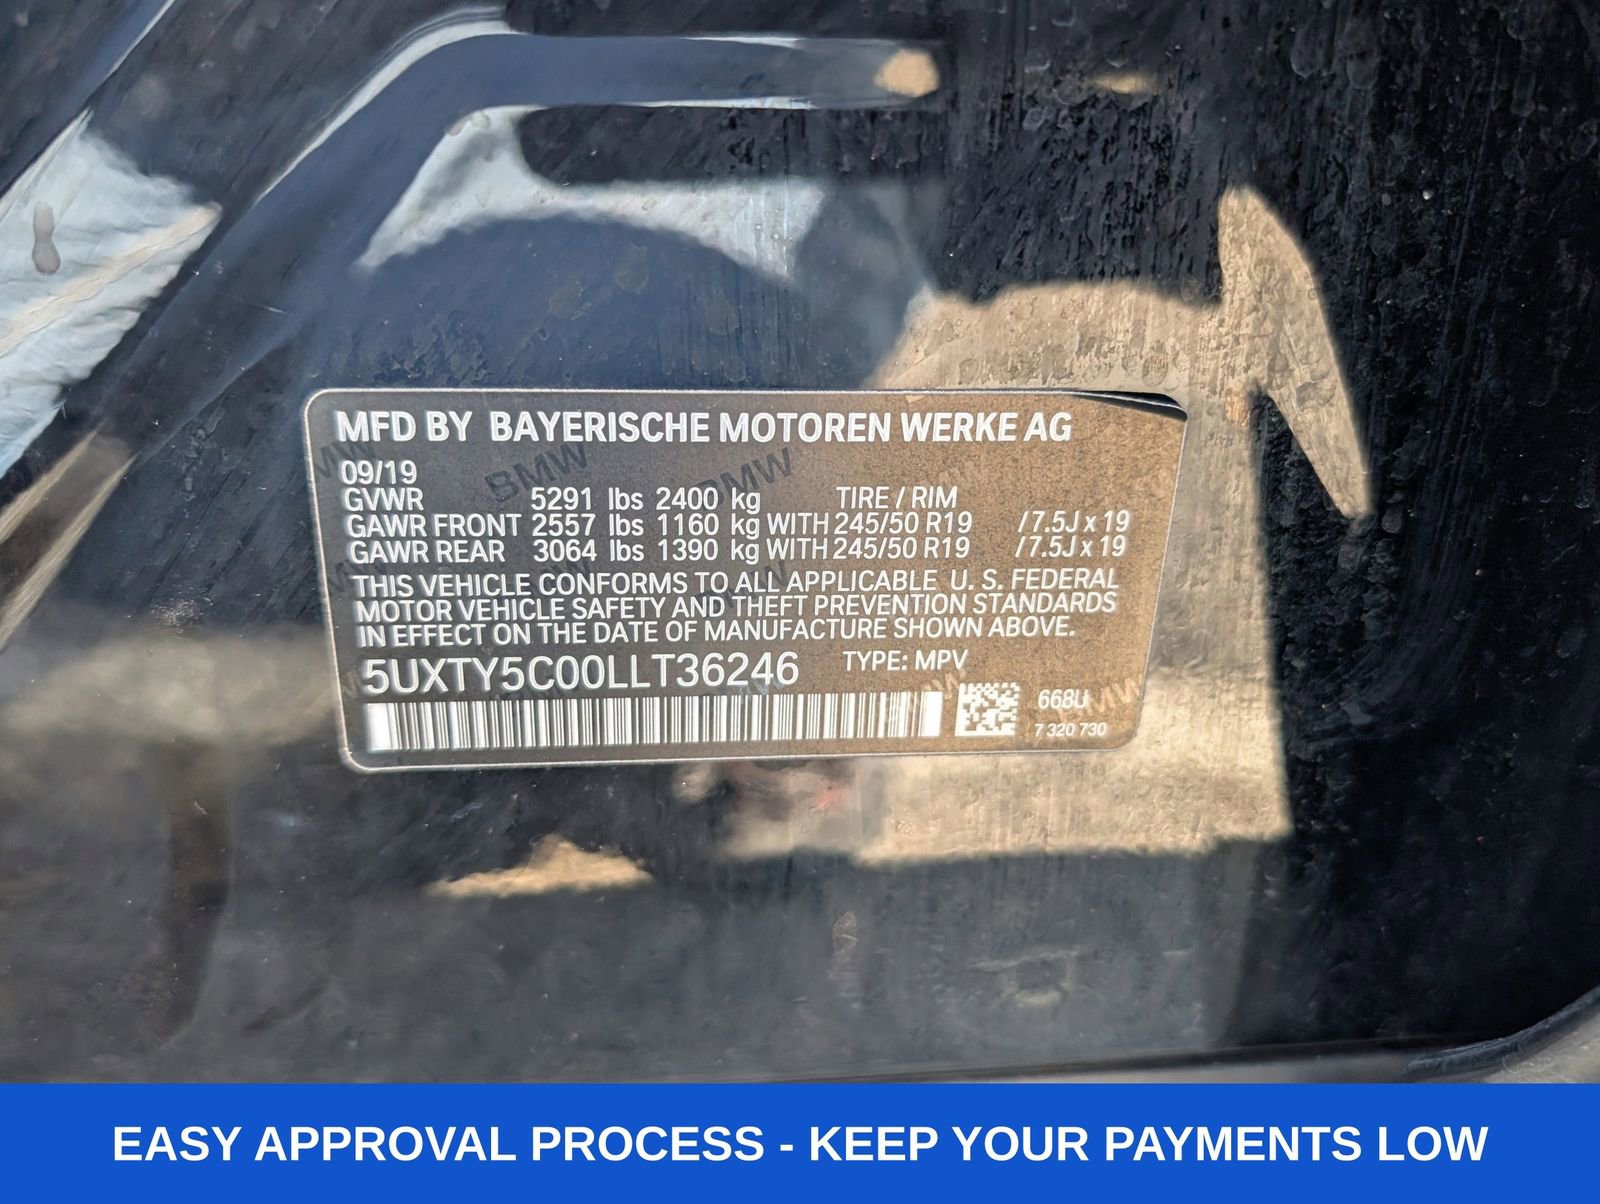 MFD BY BAYERISCHE MOTOREN WERKE AG
09/19
GVWR 5291 lbs 2400 kg TIRE / RIM
GAWR FRONT 2557 lbs 1160 kg WITH 245/50 R19 / 7.5J x 19
GAWR REAR 3064 lbs 1390 kg WITH 245/50 R19 / 7.5J x 19
THIS VEHICLE CONFORMS TO ALL APPLICABLE U. S. FEDERAL
MOTOR VEHICLE SAFETY AND THEFT PREVENTION STANDARDS
IN EFFECT ON THE DATE OF MANUFACTURE SHOWN ABOVE.
5UXTY5C00LLT36246 TYPE: MPV
668U
7 320 730
EASY APPROVAL PROCESS - KEEP YOUR PAYMENTS LOW